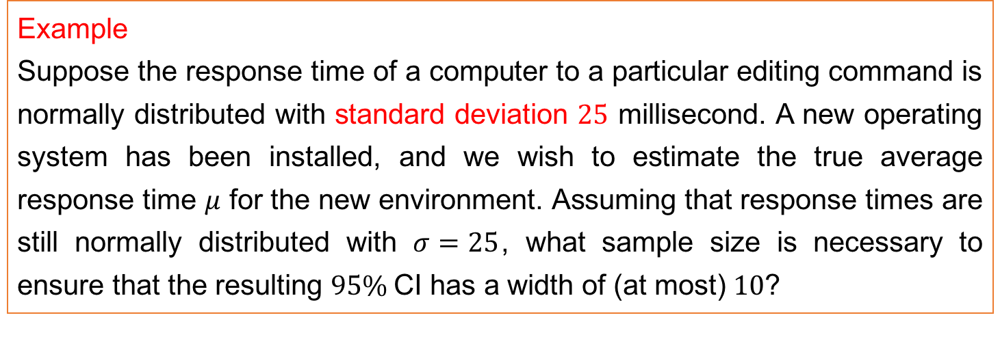 Example
Suppose the response time of a computer to a particular editing command is
normally distributed with standard deviation 25 millisecond. A new operating
system has been installed, and we wish to estimate the true average
response time μ for the new environment. Assuming that response times are
still normally distributed with σ = 25, what sample size is necessary to
ensure that the resulting 95% CI has a width of (at most) 10?